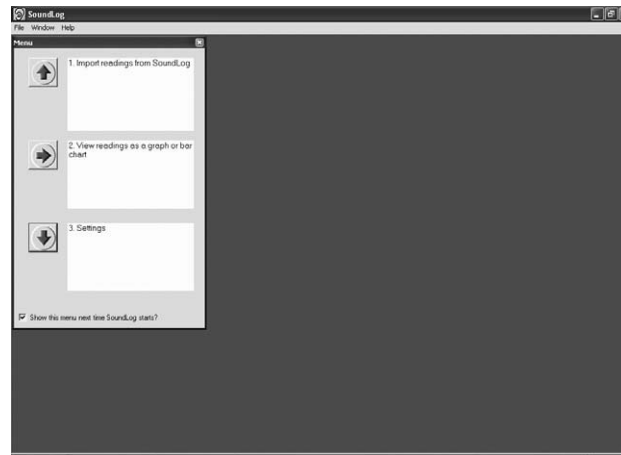 SoundLog
File Window Help
Menu
1. Import readings from SoundLog
2. View readings as a graph or bar
chart
3. Settings
Show this menu next time SoundLog starts?